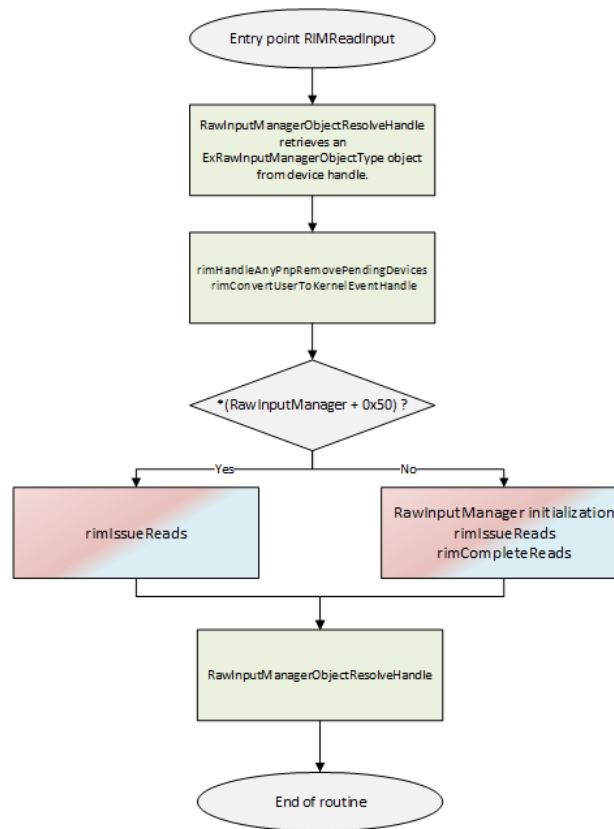 Entry point RIMReadInput
RawInputManagerObjectResolveHandle
retrieves an
ExRawInputManagerObjectType object
from device handle.
rimHandleAnyPnpRemovePendingDevices
rimConvertUserToKernelEventHandle
*(RawInputManager + 0x50) ?
Yes
No
rimIssueReads
RawInputManager initialization
rimIssueReads
rimCompleteReads
RawInputManagerObjectResolveHandle
End of routine